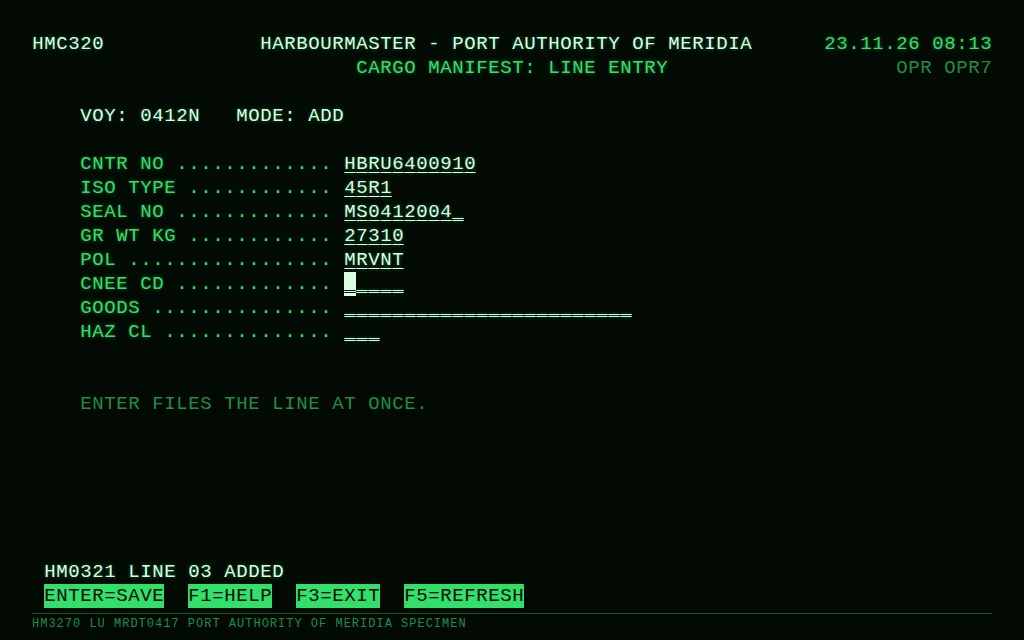 HMC320 HARBOURMASTER - PORT AUTHORITY OF MERIDIA 23.11.26 08:13
CARGO MANIFEST: LINE ENTRY OPR OPR7
VOY: 0412N MODE: ADD
CNTR NO ............. HBRU6400910
ISO TYPE ............ 45R1
SEAL NO ............. MS0412004_
GR WT KG ............ 27310
POL ................. MRVNT
CNEE CD ............. _____
GOODS ............... ________________________
HAZ CL .............. ___
ENTER FILES THE LINE AT ONCE.
HM0321 LINE 03 ADDED
ENTER=SAVE F1=HELP F3=EXIT F5=REFRESH
HM3270 LU MRDT0417 PORT AUTHORITY OF MERIDIA SPECIMEN